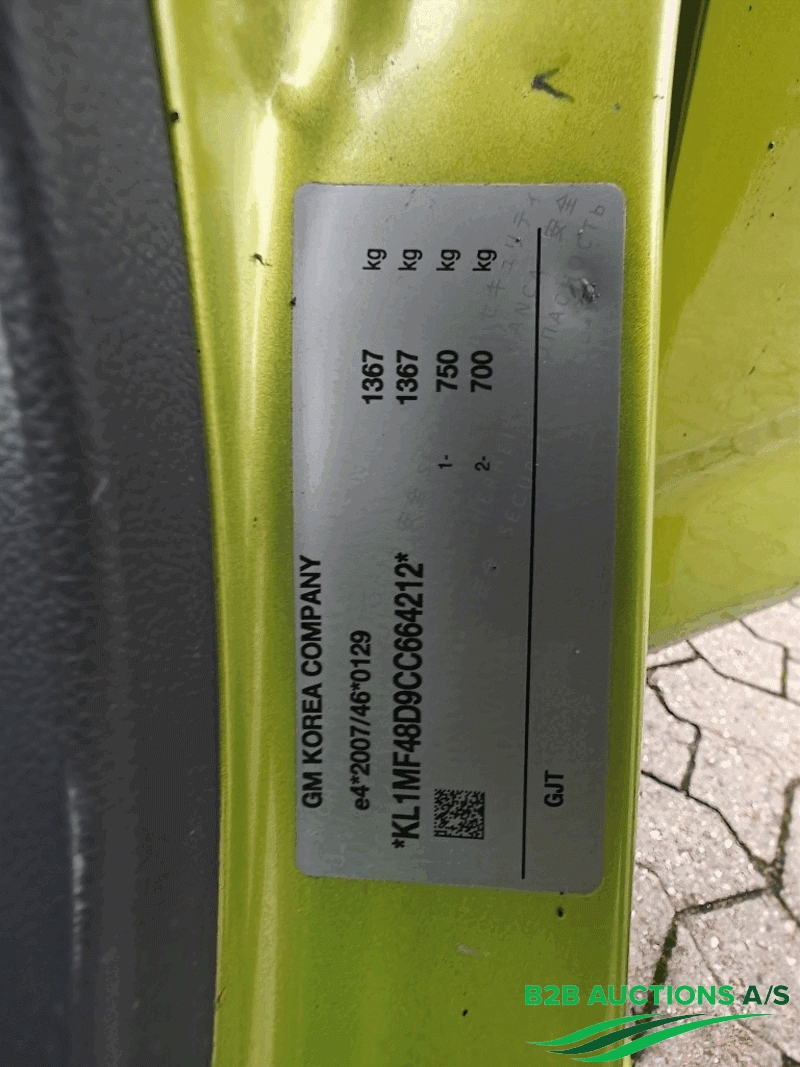 GM KOREA COMPANY
e4*2007/46*0129
1367 kg
*KL1MF48D9CC664212*
1367 kg
1- 750 kg
2- 700 kg
GJT
B2B AUCTIONS A/S